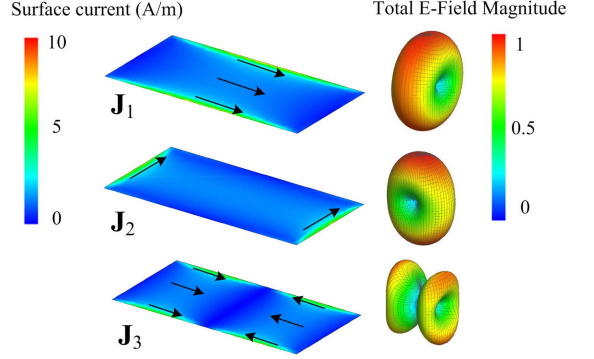 Surface current (A/m)
Total E-Field Magnitude
10
5
0
J1
J2
J3
1
0.5
0